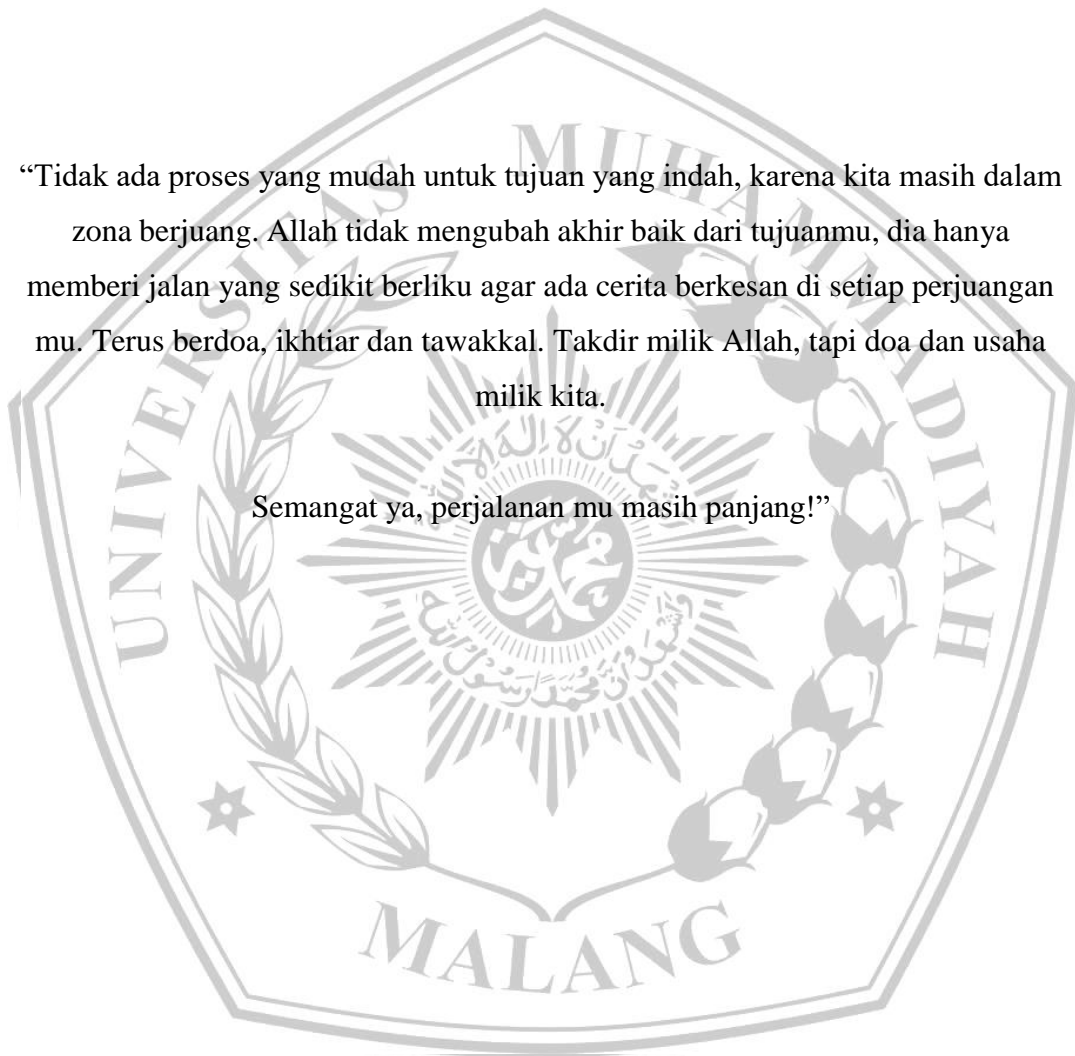 “Tidak ada proses yang mudah untuk tujuan yang indah, karena kita masih dalam
zona berjuang. Allah tidak mengubah akhir baik dari tujuanmu, dia hanya
memberi jalan yang sedikit berliku agar ada cerita berkesan di setiap perjuangan
mu. Terus berdoa, ikhtiar dan tawakkal. Takdir milik Allah, tapi doa dan usaha
milik kita.
Semangat ya, perjalanan mu masih panjang!”
UNIVERSITAS MUHAMMADIYAH
MALANG